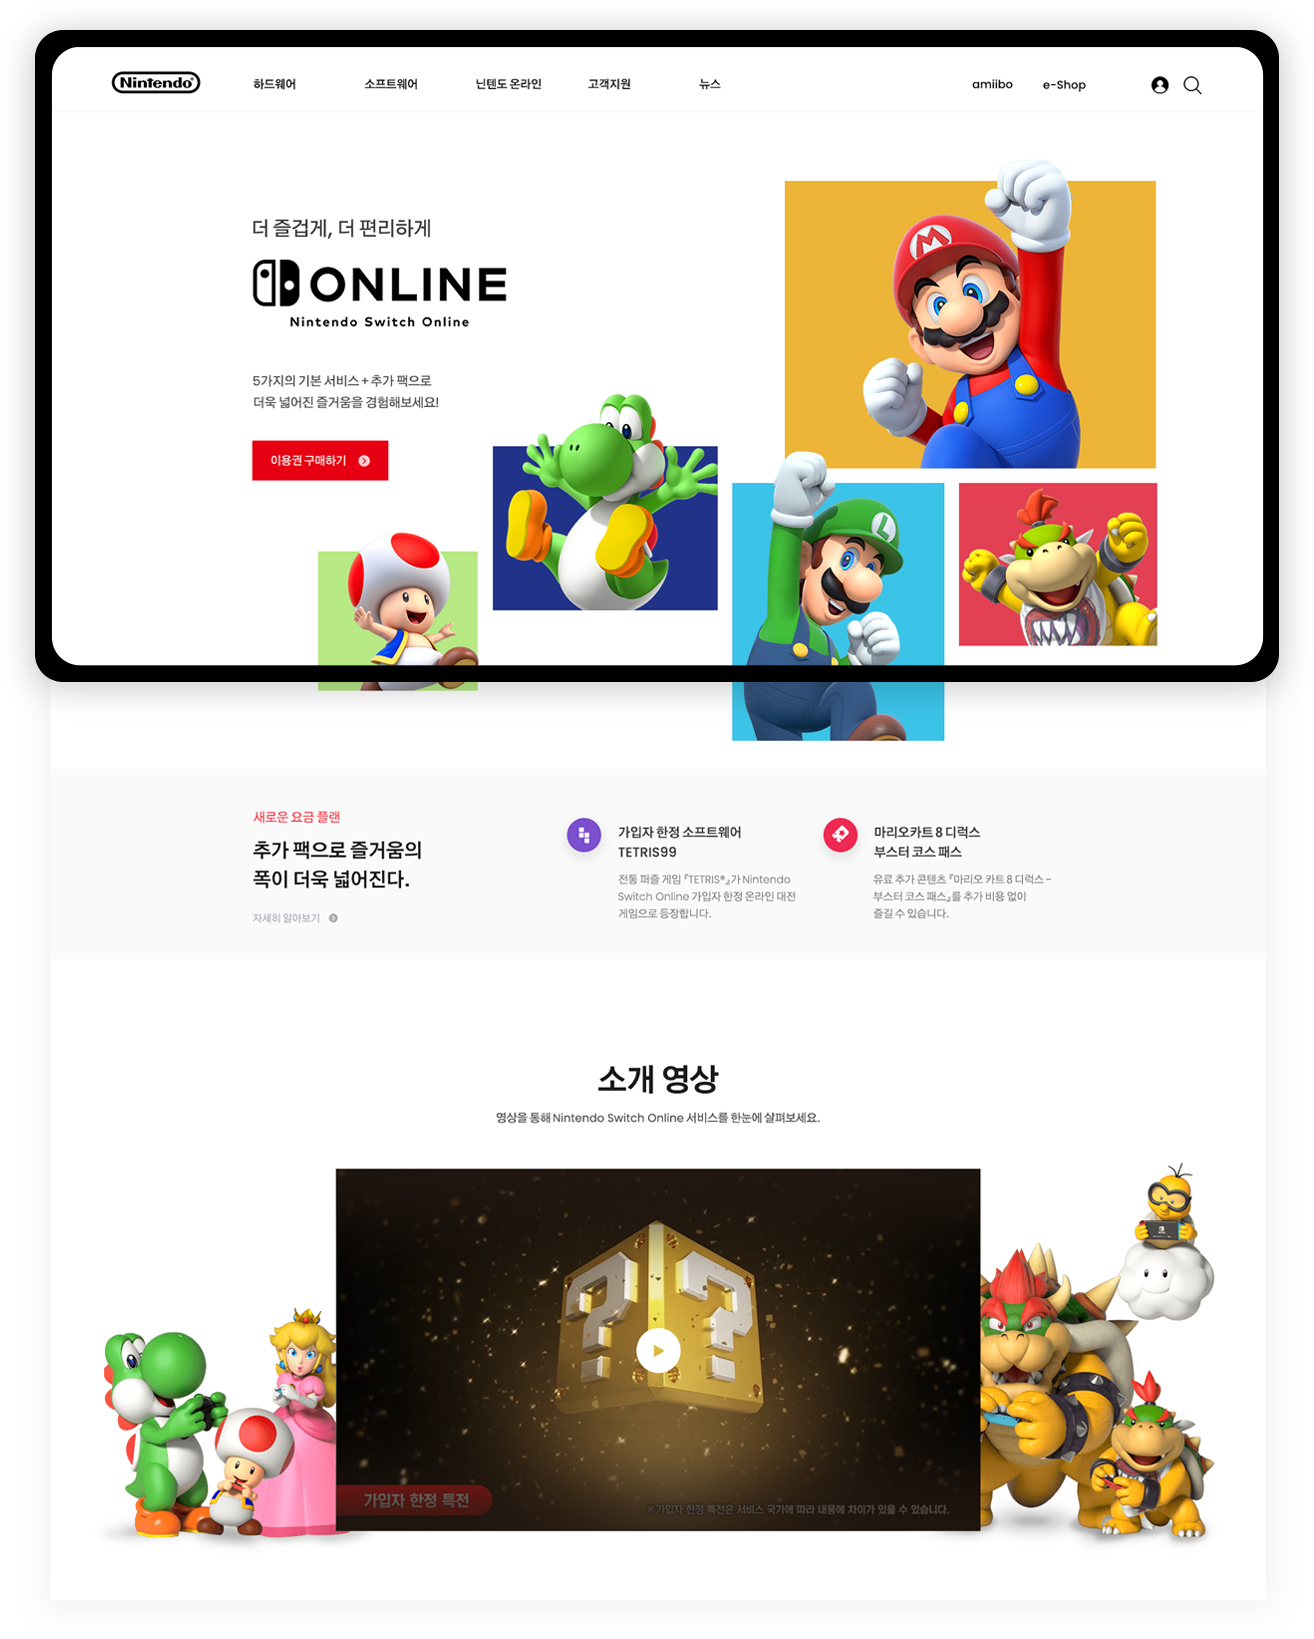 Nintendo
하드웨어
소프트웨어
닌텐도 온라인
고객지원
뉴스
amiibo
e-Shop
더 즐겁게, 더 편리하게
ONLINE
Nintendo Switch Online
5가지의 기본 서비스 + 추가 팩으로
더욱 넓어진 즐거움을 경험해보세요!
이용권 구매하기
M
L
새로운 요금 플랜
추가 팩으로 즐거움의
폭이 더욱 넓어진다.
자세히 알아보기
가입자 한정 소프트웨어
TETRIS99
전통 퍼즐 게임 『TETRIS®』가 Nintendo
Switch Online 가입자 한정 온라인 대전
게임으로 등장합니다.
마리오카트 8 디럭스
부스터 코스 패스
유료 추가 콘텐츠 『마리오 카트 8 디럭스 –
부스터 코스 패스』를 추가 비용 없이
즐길 수 있습니다.
소개 영상
영상을 통해 Nintendo Switch Online 서비스를 한눈에 살펴보세요.
? ?
가입자 한정 특전
※가입자 한정 특전은 서비스 국가에 따라 내용에 차이가 있을 수 있습니다.